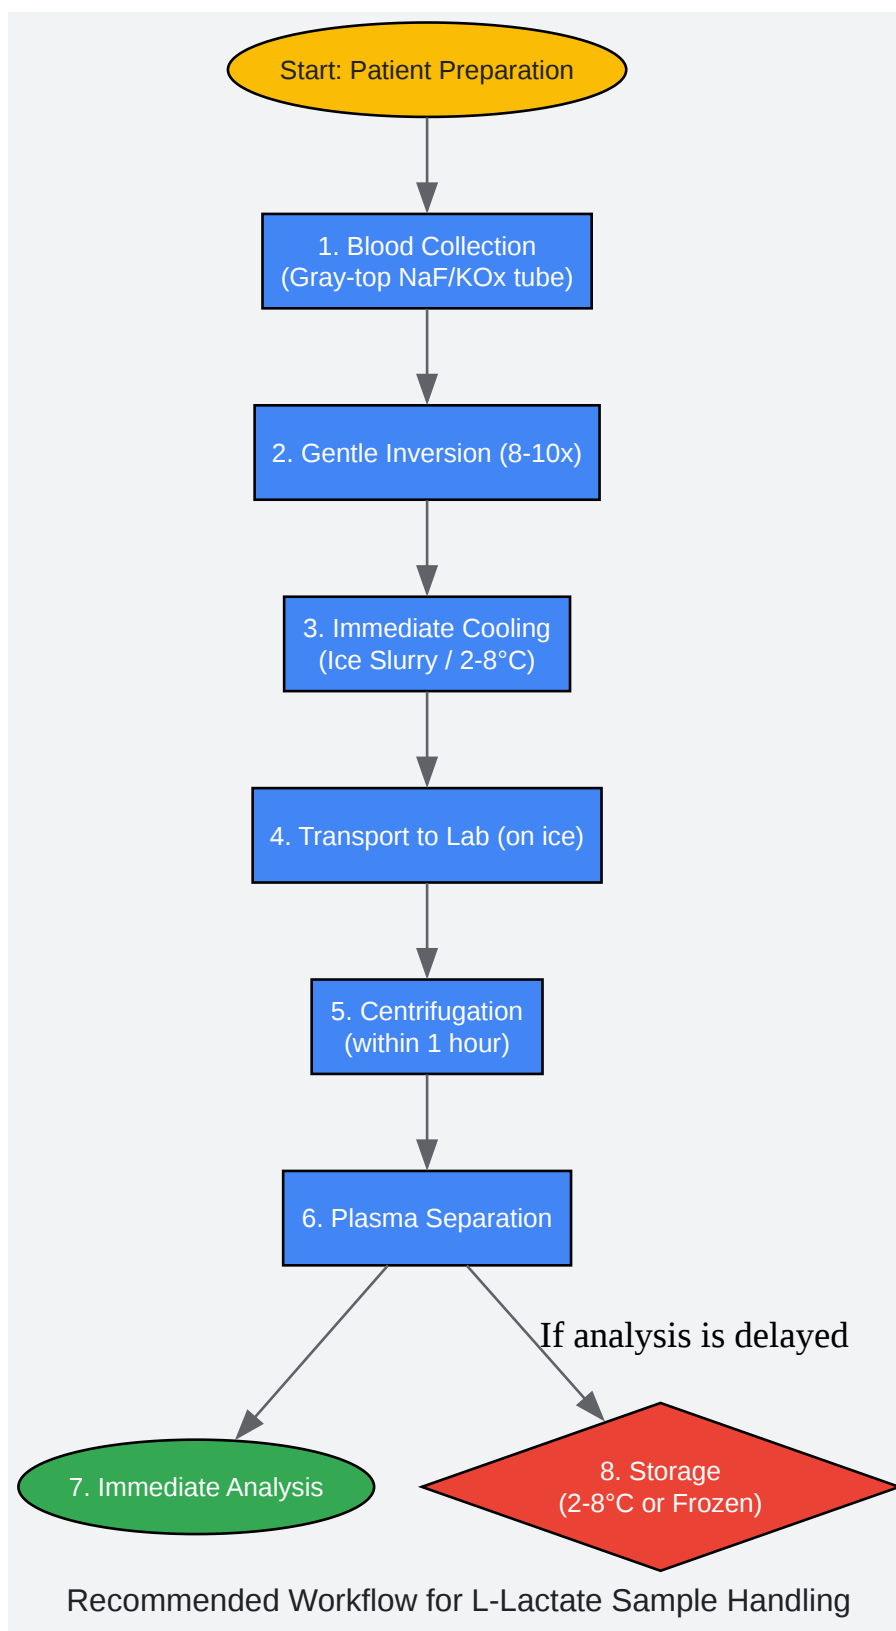 Start: Patient Preparation
1. Blood Collection
(Gray-top NaF/KOx tube)
2. Gentle Inversion (8-10x)
3. Immediate Cooling
(Ice Slurry / 2-8°C)
4. Transport to Lab (on ice)
5. Centrifugation
(within 1 hour)
6. Plasma Separation
If analysis is delayed
7. Immediate Analysis
8. Storage
(2-8°C or Frozen)
Recommended Workflow for L-Lactate Sample Handling